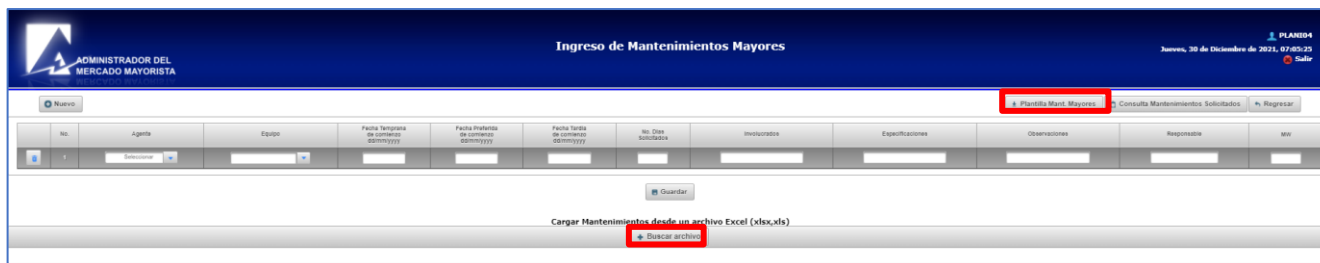 PLANI04
ADMINISTRADOR DEL
MERCADO MAYORISTA
Ingreso de Mantenimientos Mayores
Jueves, 30 de Diciembre de 2021, 07:05:25
Salir
Nuevo
Plantilla Mant. Mayores
Consulta Mantenimientos Solicitados
Regresar
No.
Agente
Equipo
Fecha Temprana
de comienzo
dd/mm/yyyy
Fecha Preferida
de comienzo
dd/mm/yyyy
Fecha Tardía
de comienzo
dd/mm/yyyy
No. Dias
Solicitados
Involucrados
Especificaciones
Observaciones
Responsable
MW
1
Seleccionar
Guardar
Cargar Mantenimientos desde un archivo Excel (xlsx,xls)
Buscar archivo